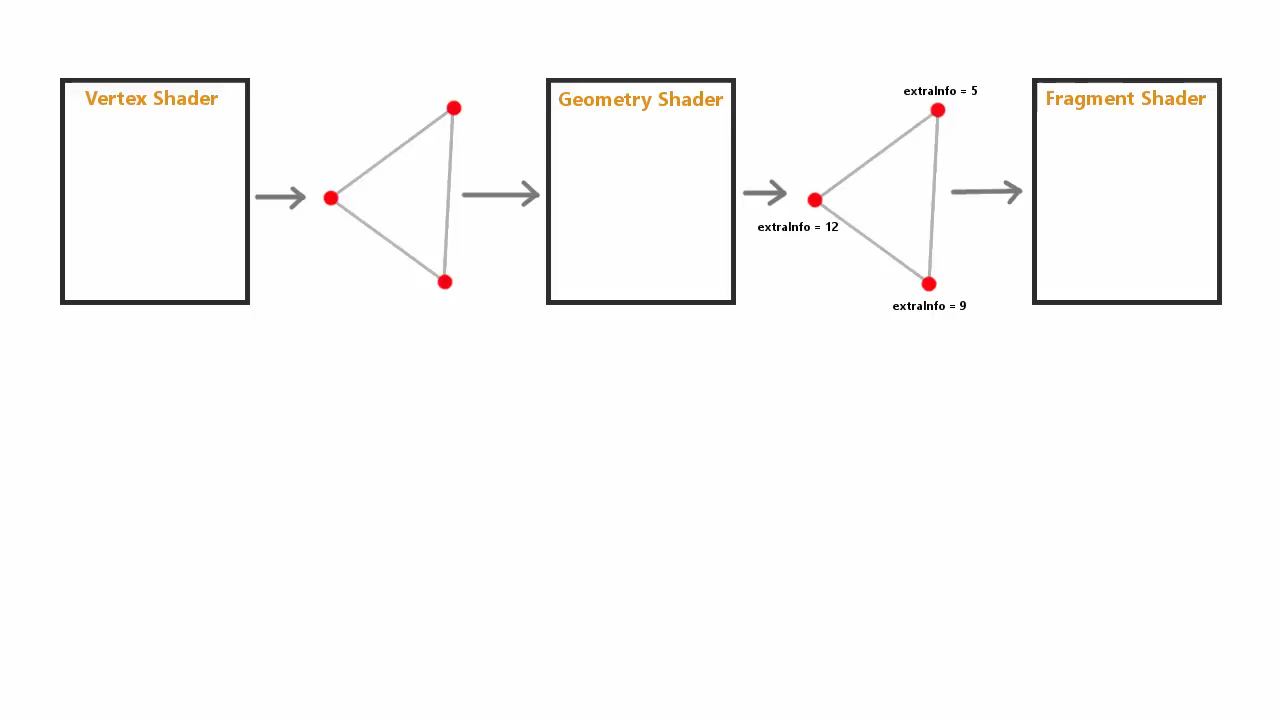 Vertex Shader
Geometry Shader
extraInfo = 5
extraInfo = 12
extraInfo = 9
Fragment Shader